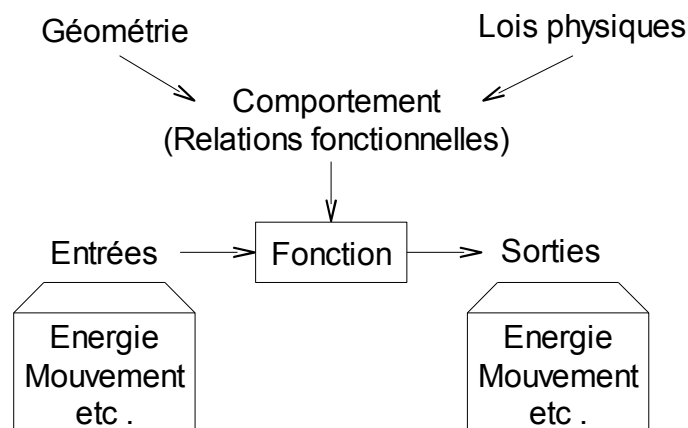 Géométrie
Lois physiques
Comportement
(Relations fonctionnelles)
Entrées
Fonction
Sorties
Energie
Mouvement
etc .
Energie
Mouvement
etc .